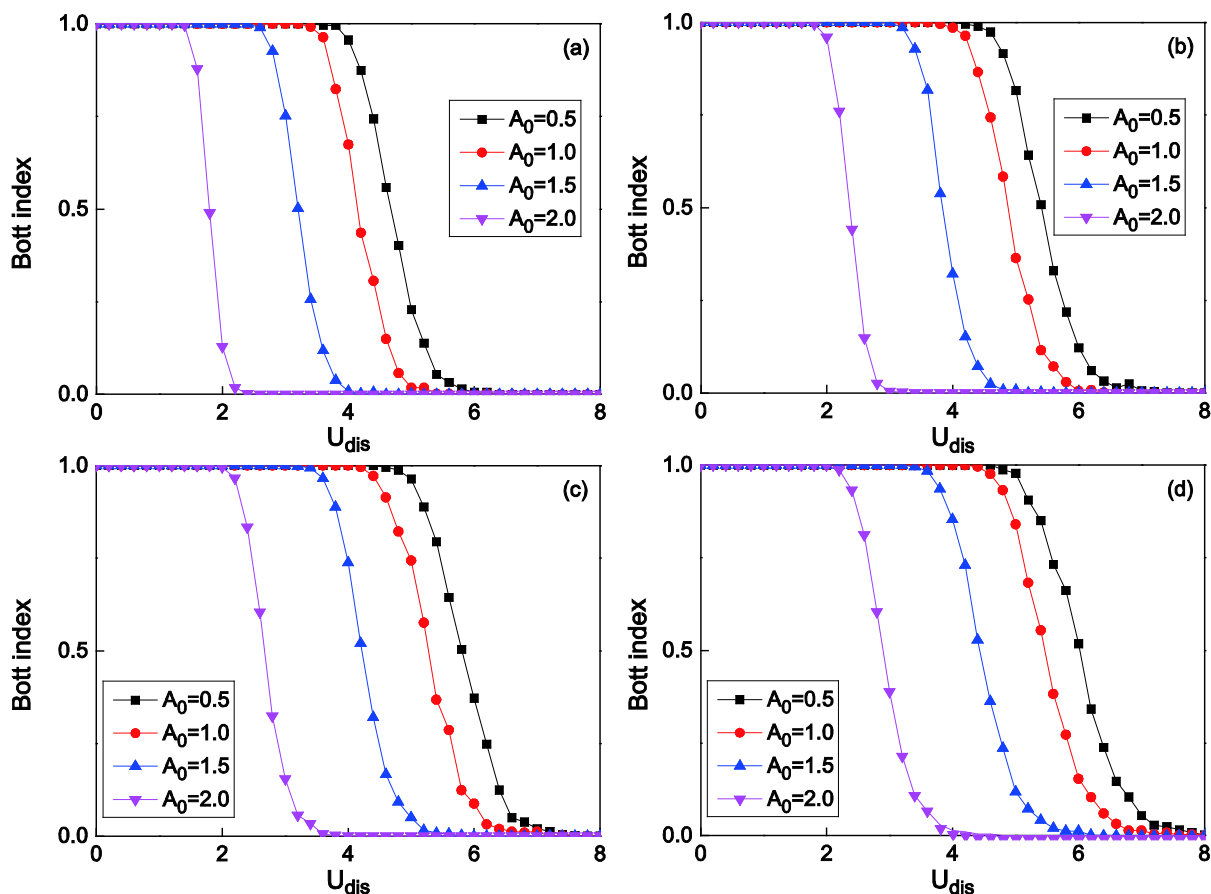 1.0
(a)
A0=0.5
A0=1.0
A0=1.5
A0=2.0
Bott index
0.5
0.0
0 2 4 6 8
Udis
1.0
(b)
A0=0.5
A0=1.0
A0=1.5
A0=2.0
Bott index
0.5
0.0
0 2 4 6 8
Udis
1.0
(c)
Bott index
0.5
A0=0.5
A0=1.0
A0=1.5
A0=2.0
0.0
0 2 4 6 8
Udis
1.0
(d)
Bott index
0.5
A0=0.5
A0=1.0
A0=1.5
A0=2.0
0.0
0 2 4 6 8
Udis